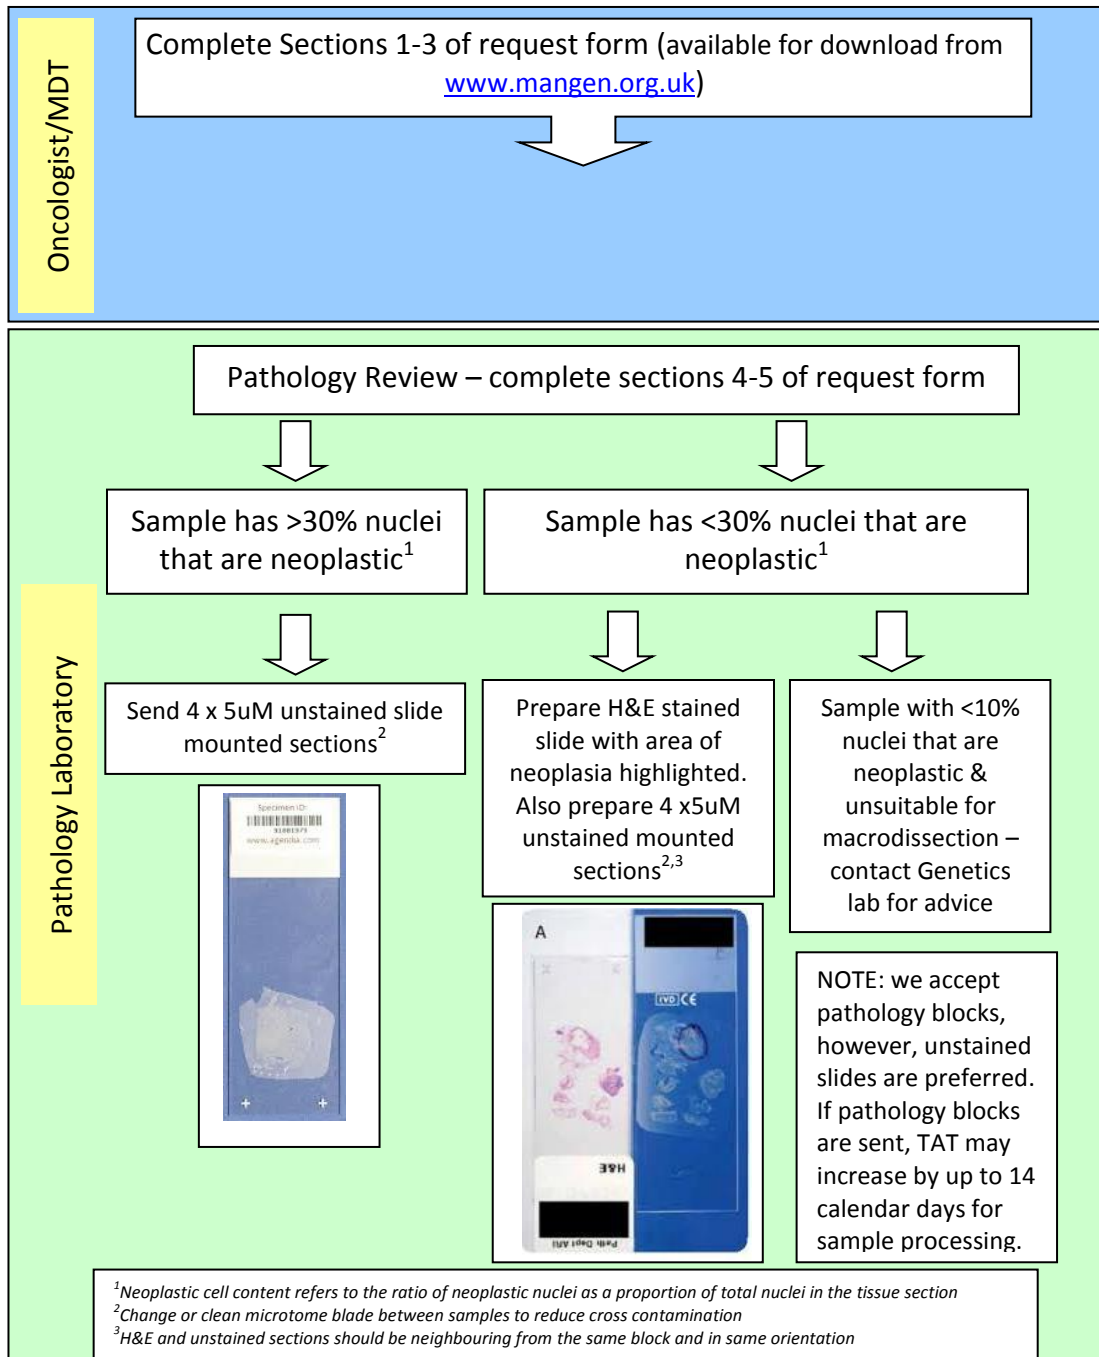 Oncologist/MDT
Complete Sections 1-3 of request form (available for download from
www.mangen.org.uk)
Pathology Laboratory
Pathology Review – complete sections 4-5 of request form
Sample has >30% nuclei
that are neoplastic1
Sample has <30% nuclei that are
neoplastic1
Send 4 x 5uM unstained slide
mounted sections2
Prepare H&E stained
slide with area of
neoplasia highlighted.
Also prepare 4 x5uM
unstained mounted
sections2,3
Sample with <10%
nuclei that are
neoplastic &
unsuitable for
macrodissection –
contact Genetics
lab for advice
Specimen ID:
www.agendia.com
A
IVD CE
H&E
Path Dept ARI
NOTE: we accept
pathology blocks,
however, unstained
slides are preferred.
If pathology blocks
are sent, TAT may
increase by up to 14
calendar days for
sample processing.
1Neoplastic cell content refers to the ratio of neoplastic nuclei as a proportion of total nuclei in the tissue section
2Change or clean microtome blade between samples to reduce cross contamination
3H&E and unstained sections should be neighbouring from the same block and in same orientation